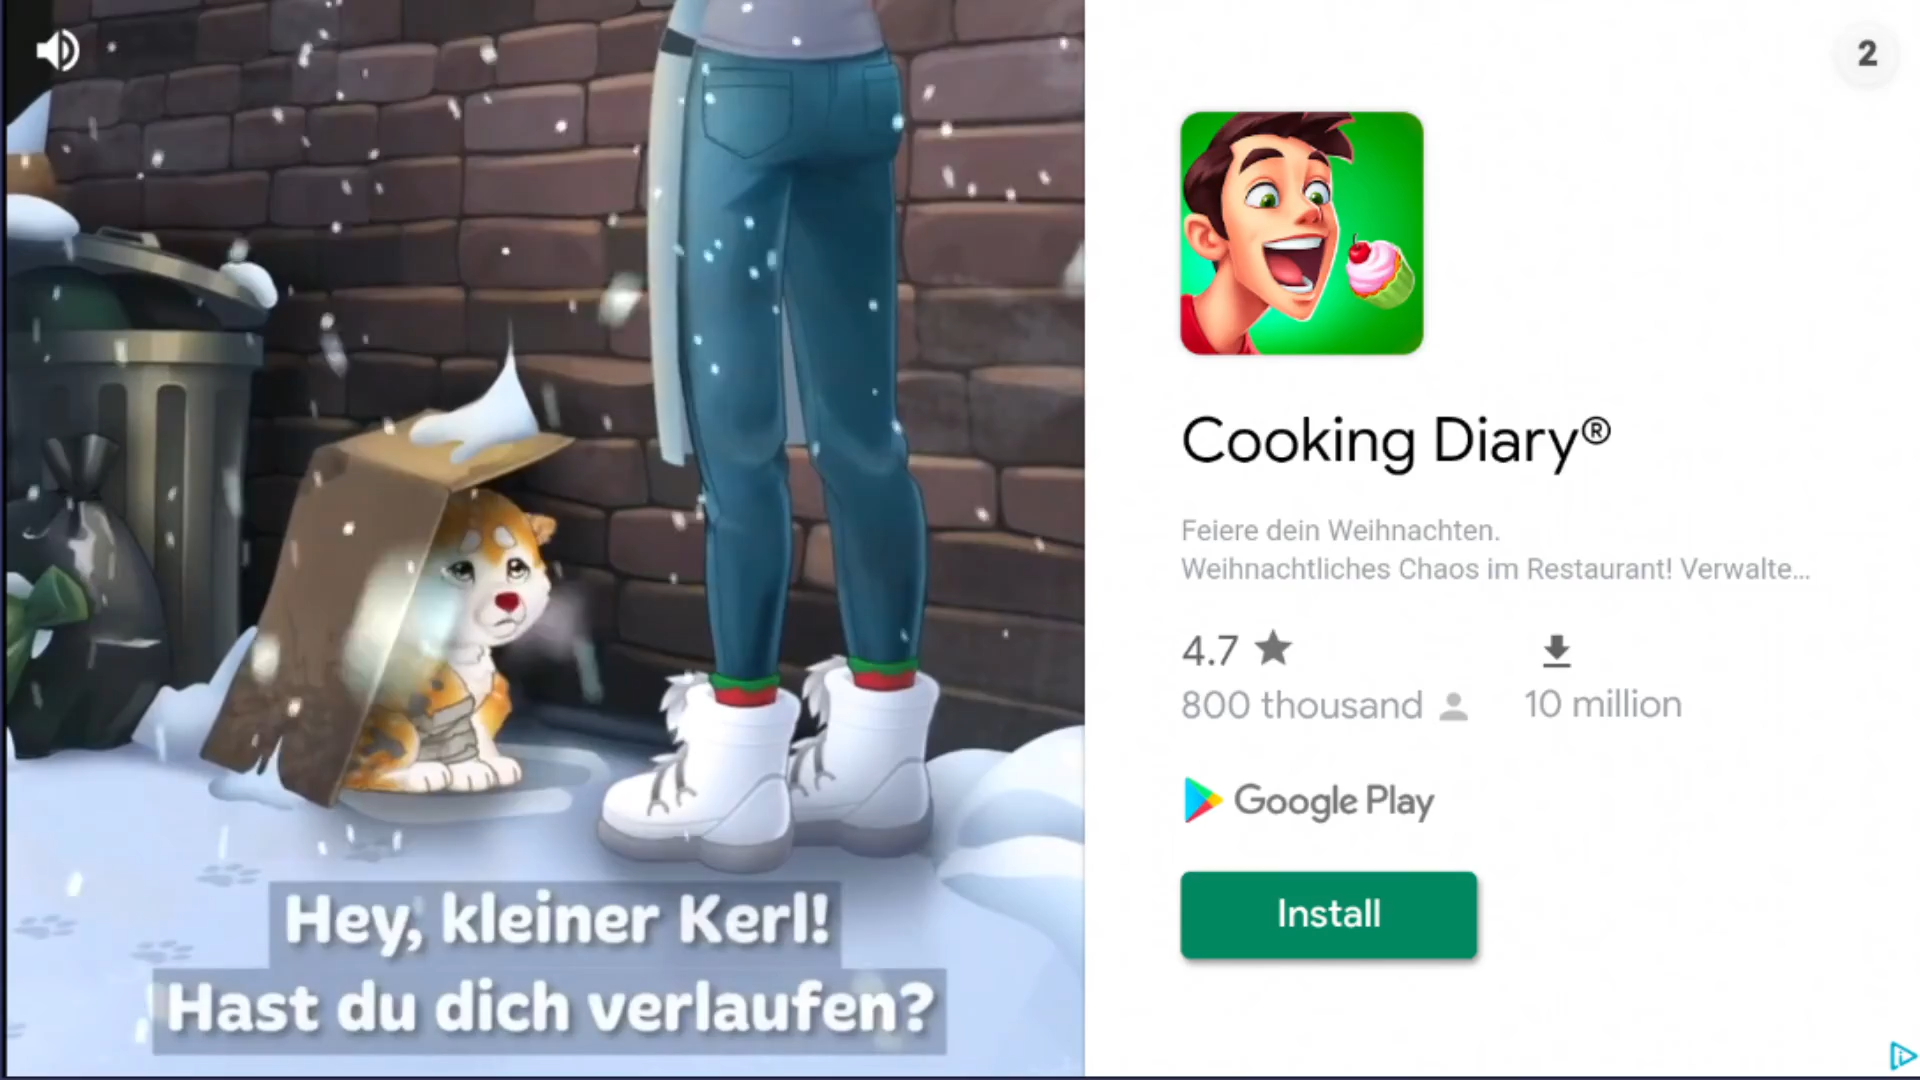 2
Hey, kleiner Kerl!
Hast du dich verlaufen?
Cooking Diary®
Feiere dein Weihnachten.
Weihnachtliches Chaos im Restaurant! Verwalte...
4.7
800 thousand
10 million
Google Play
Install